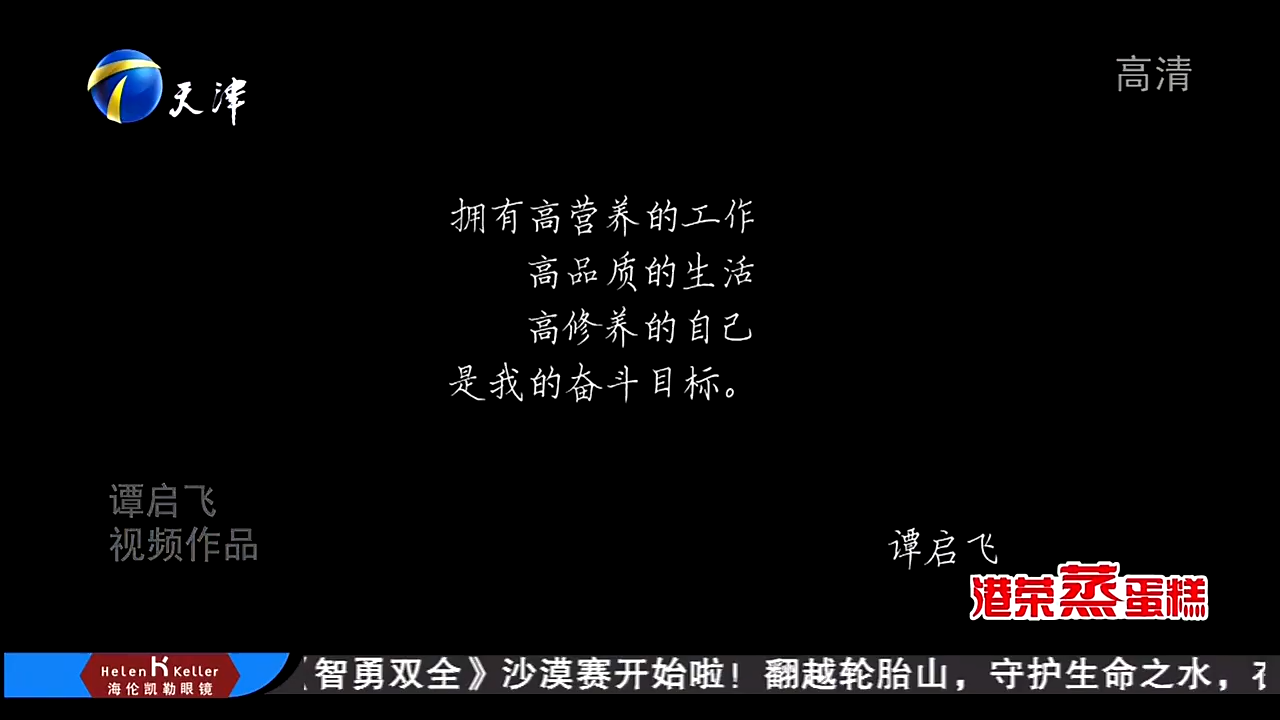 天津
高清
拥有高营养的工作
高品质的生活
高修养的自己
是我的奋斗目标。
谭启飞
视频作品
谭启飞
港荣蒸蛋糕
Helen Keller
海伦凯勒眼镜
《智勇双全》沙漠赛开始啦！翻越轮胎山，守护生命之水，